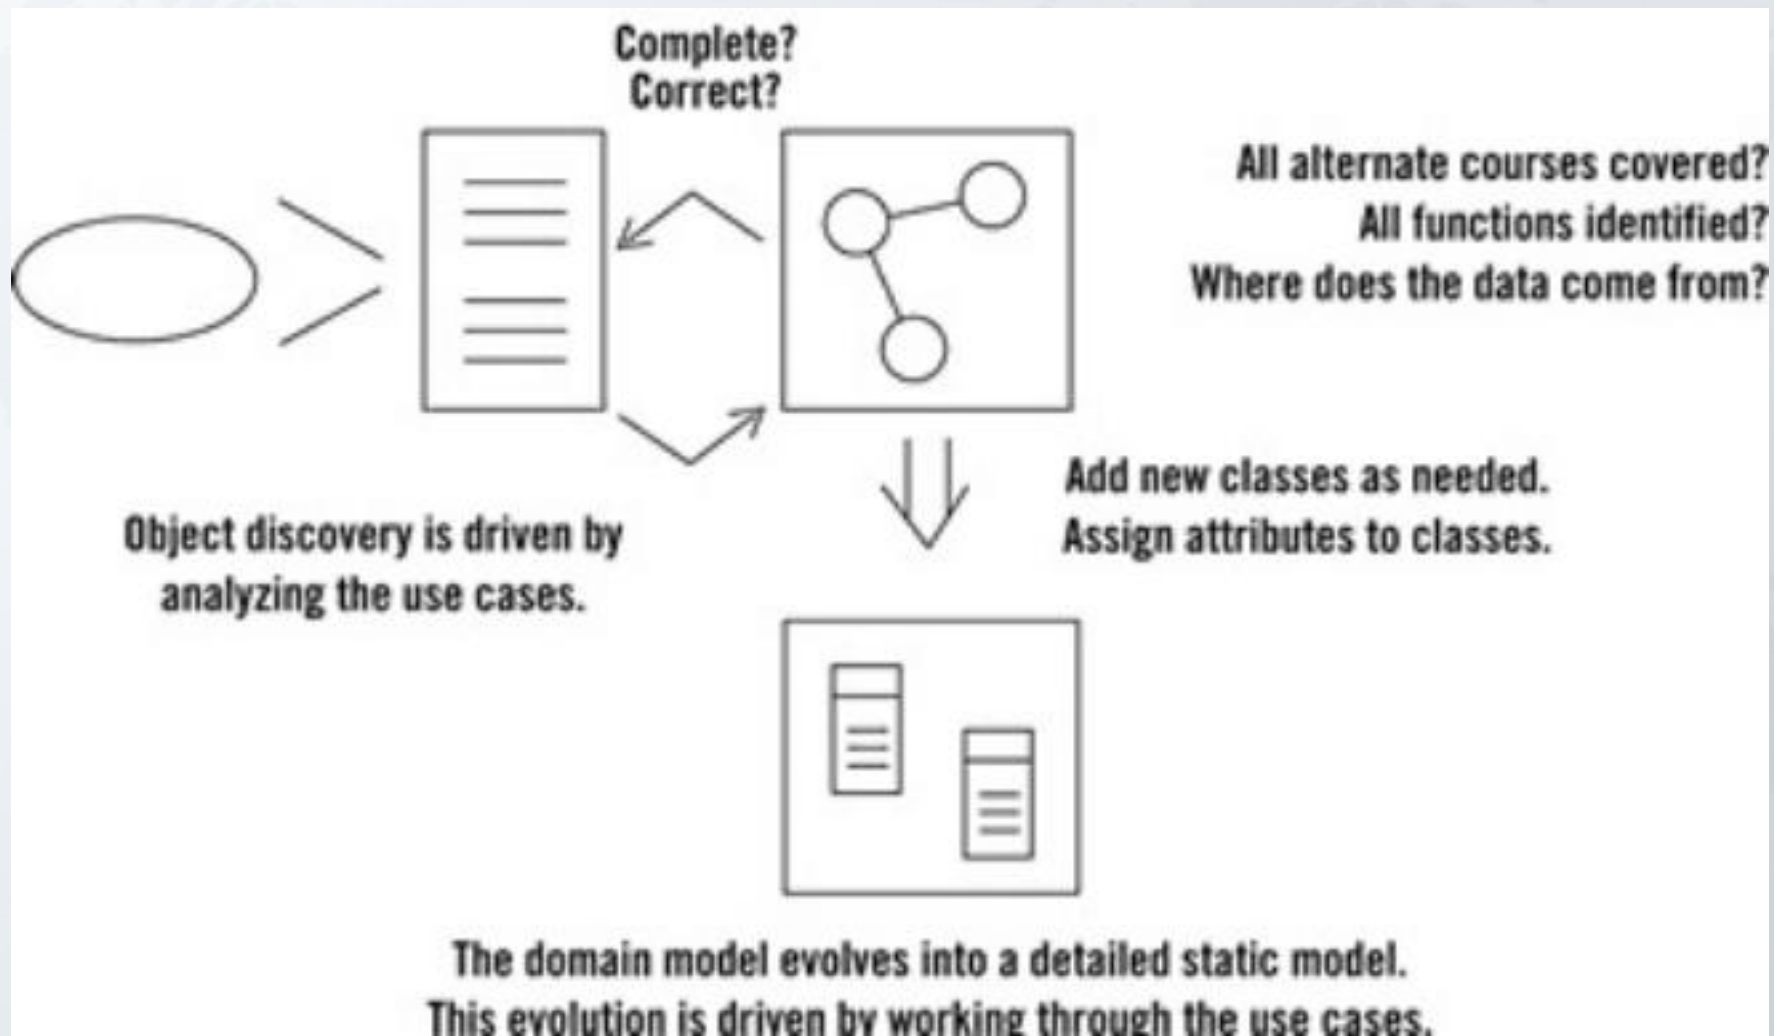 Complete?
Correct?
All alternate courses covered?
All functions identified?
Where does the data come from?
Add new classes as needed.
Assign attributes to classes.
Object discovery is driven by
analyzing the use cases.
The domain model evolves into a detailed static model.
This evolution is driven by working through the use cases.